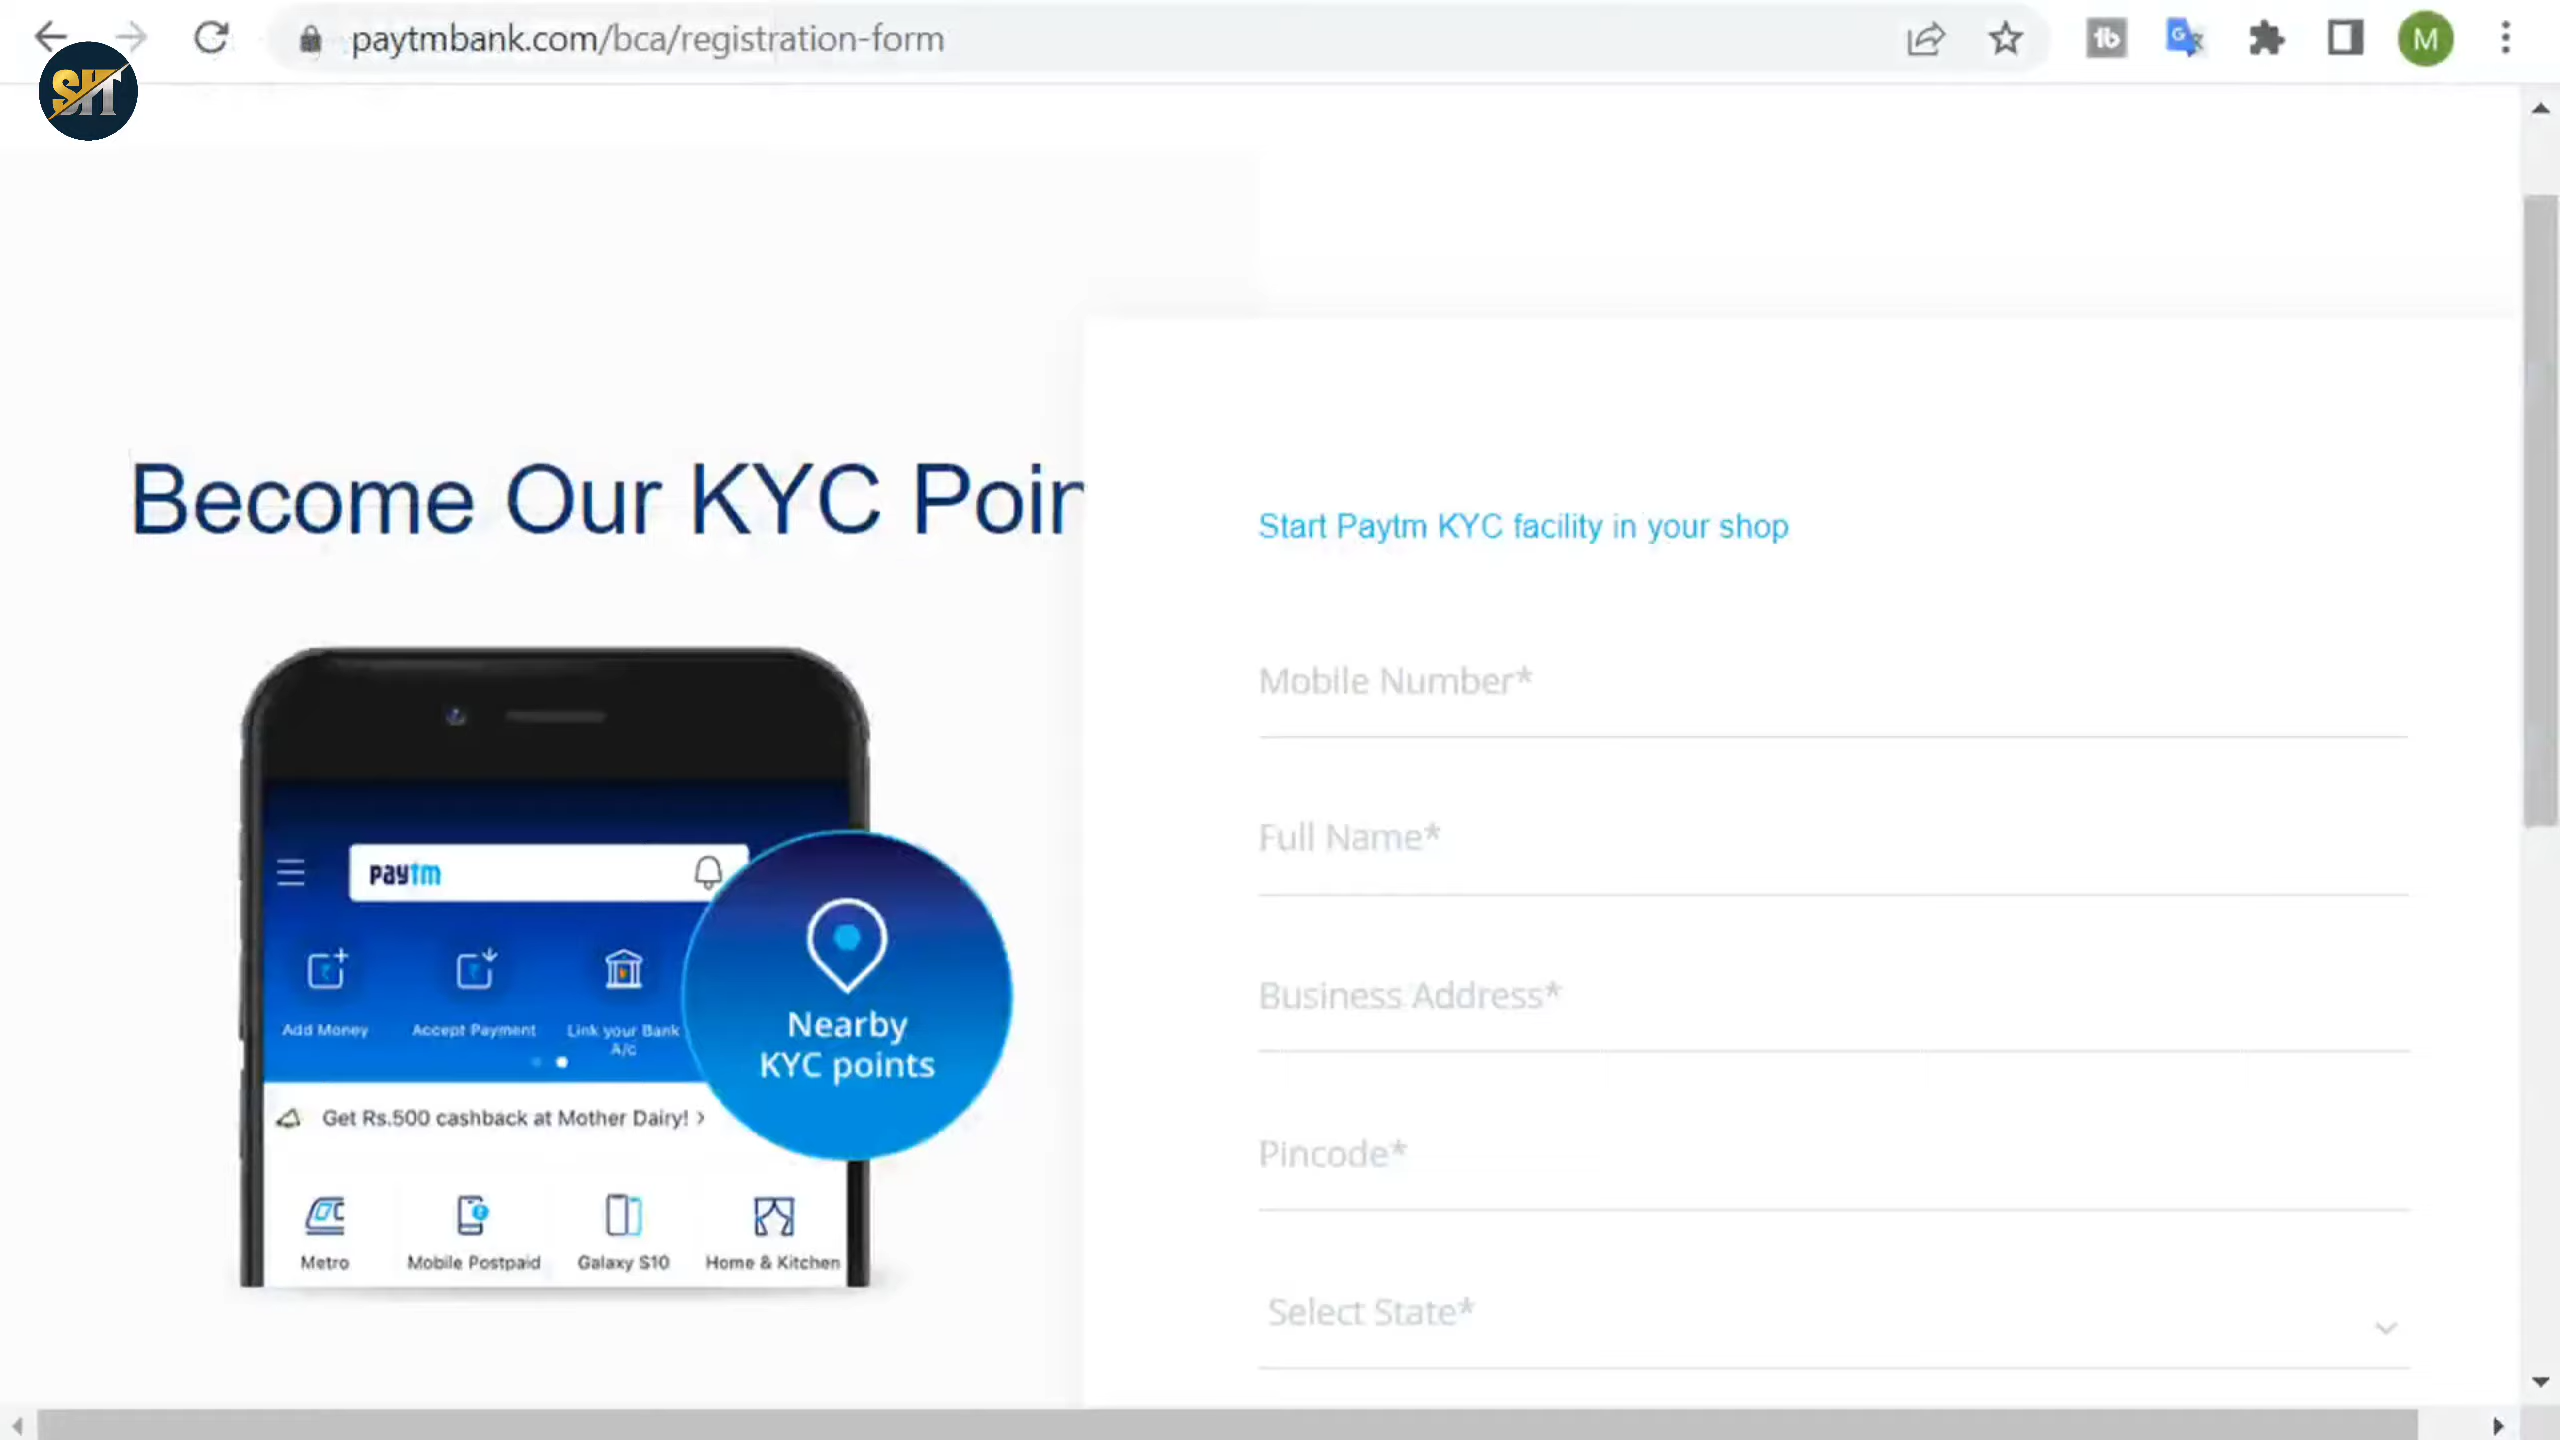 paytmbank.com/bca/registration-form
M
SHT
Become Our KYC Poin
Start Paytm KYC facility in your shop
Mobile Number*
Full Name*
Business Address*
Pincode*
Select State*
paytm
Add Money
Accept Payment
Link your Bank
A/c
Nearby
KYC points
Get Rs.500 cashback at Mother Dairy! >
Metro
Mobile Postpaid
Galaxy S10
Home & Kitchen